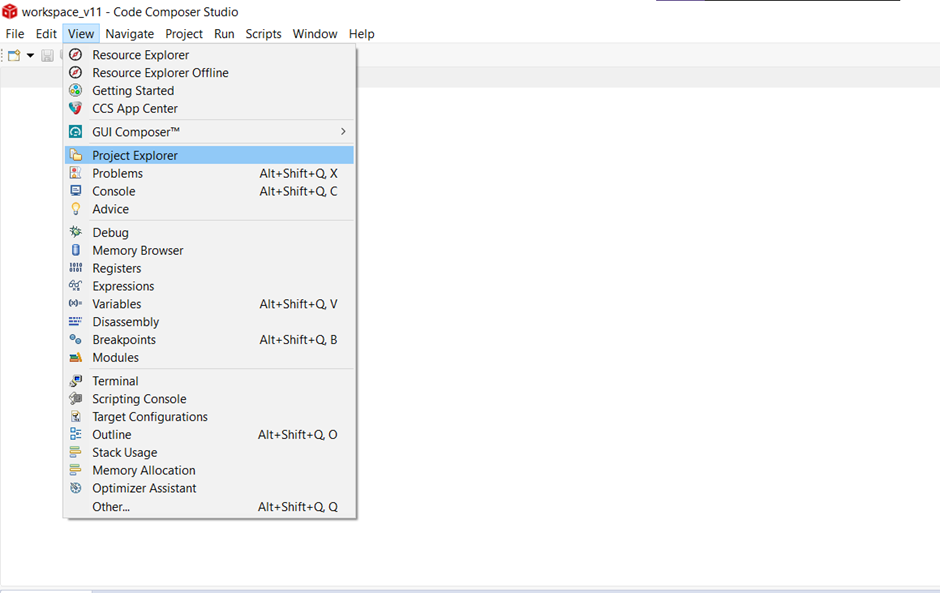 workspace_v11 - Code Composer Studio
File Edit View Navigate Project Run Scripts Window Help
Resource Explorer
Resource Explorer Offline
Getting Started
CCS App Center
GUI Composer™
Project Explorer
Problems Alt+Shift+Q, X
Console Alt+Shift+Q, C
Advice
Debug
Memory Browser
Registers
Expressions
Variables Alt+Shift+Q, V
Disassembly
Breakpoints Alt+Shift+Q, B
Modules
Terminal
Scripting Console
Target Configurations
Outline Alt+Shift+Q, O
Stack Usage
Memory Allocation
Optimizer Assistant
Other... Alt+Shift+Q, Q